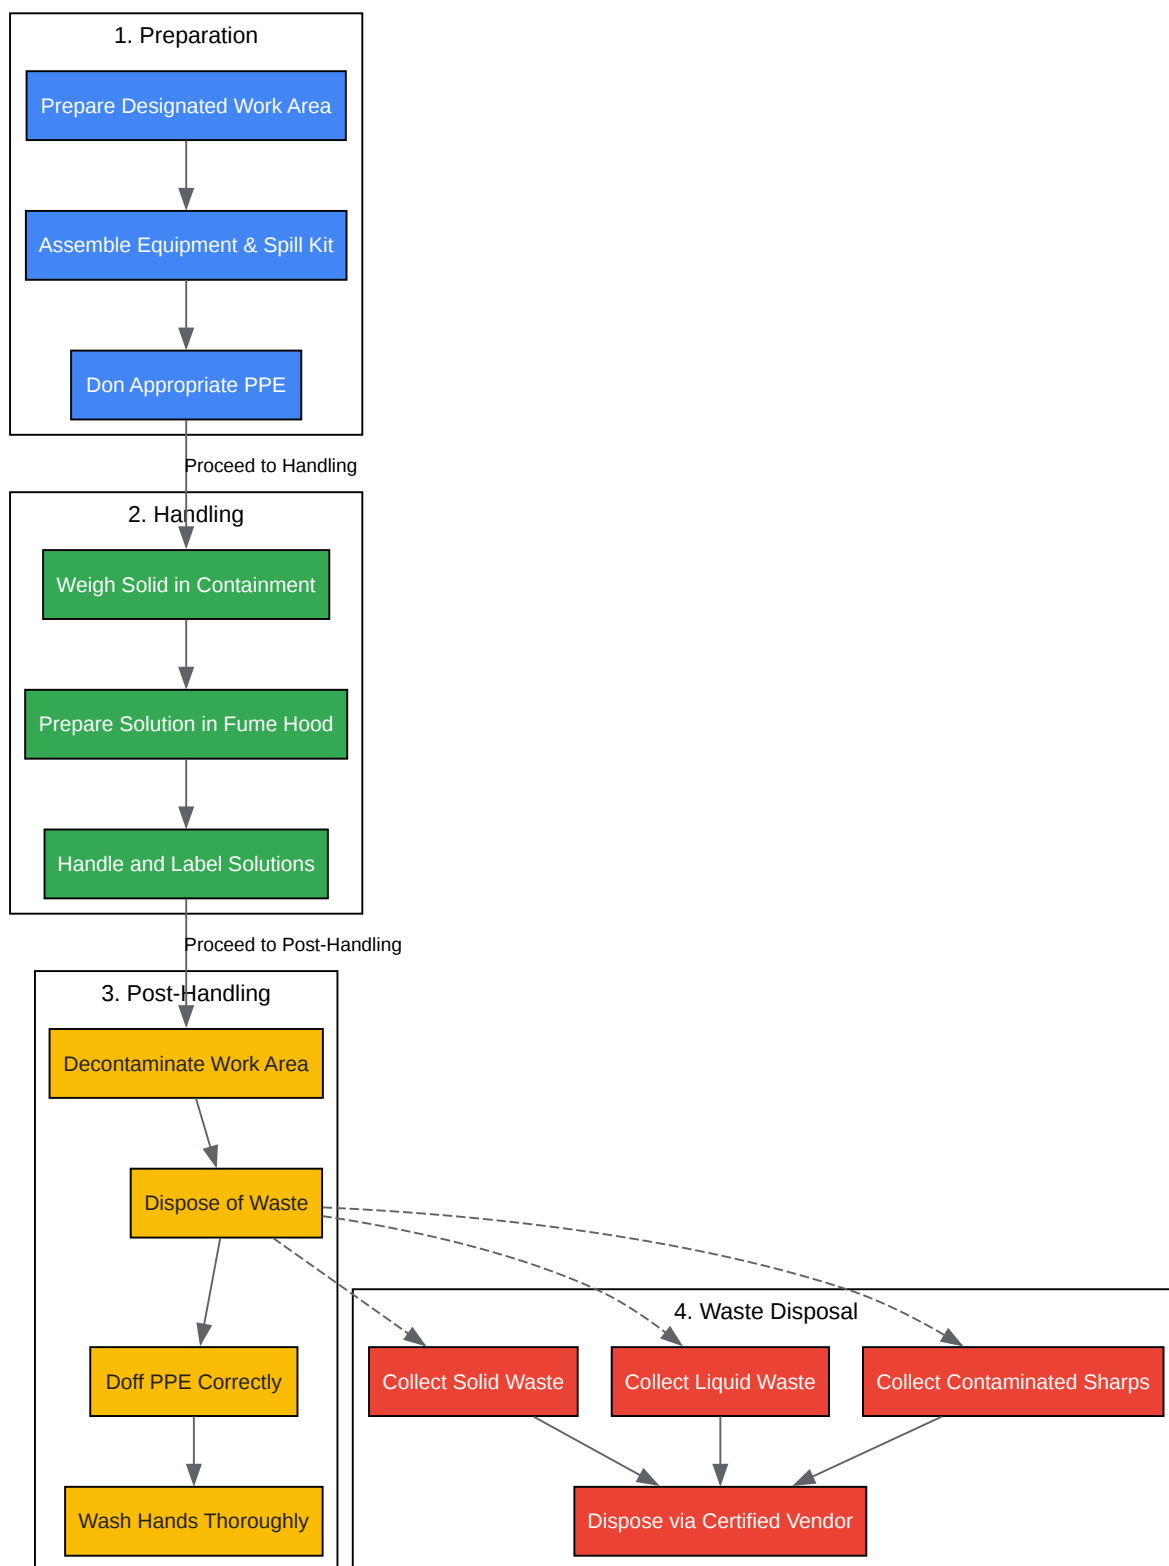 1. Preparation
Prepare Designated Work Area
Assemble Equipment & Spill Kit
Don Appropriate PPE
Proceed to Handling
2. Handling
Weigh Solid in Containment
Prepare Solution in Fume Hood
Handle and Label Solutions
Proceed to Post-Handling
3. Post-Handling
Decontaminate Work Area
Dispose of Waste
Doff PPE Correctly
Wash Hands Thoroughly
4. Waste Disposal
Collect Solid Waste
Collect Liquid Waste
Collect Contaminated Sharps
Dispose via Certified Vendor